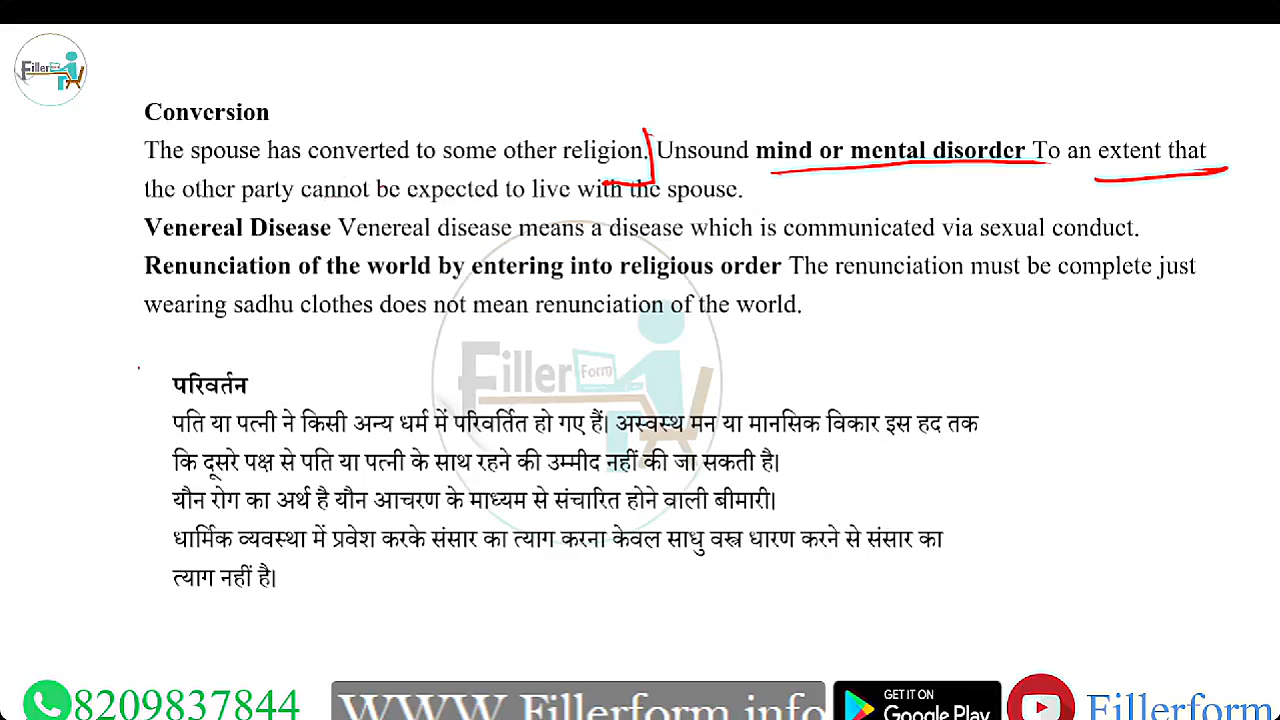 Filler
Conversion
The spouse has converted to some other religion. Unsound mind or mental disorder To an extent that
the other party cannot be expected to live with the spouse.
Venereal Disease Venereal disease means a disease which is communicated via sexual conduct.
Renunciation of the world by entering into religious order The renunciation must be complete just
wearing sadhu clothes does not mean renunciation of the world.
Filler Form
परिवर्तन
पति या पत्नी ने किसी अन्य धर्म में परिवर्तित हो गए हैं। अस्वस्थ मन या मानसिक विकार इस हद तक
कि दूसरे पक्ष से पति या पत्नी के साथ रहने की उम्मीद नहीं की जा सकती है।
यौन रोग का अर्थ है यौन आचरण के माध्यम से संचारित होने वाली बीमारी।
धार्मिक व्यवस्था में प्रवेश करके संसार का त्याग करना केवल साधु वस्त्र धारण करने से संसार का
त्याग नहीं है।
8209837844 WWW.Fillerform.info GET IT ON Google Play Fillerform